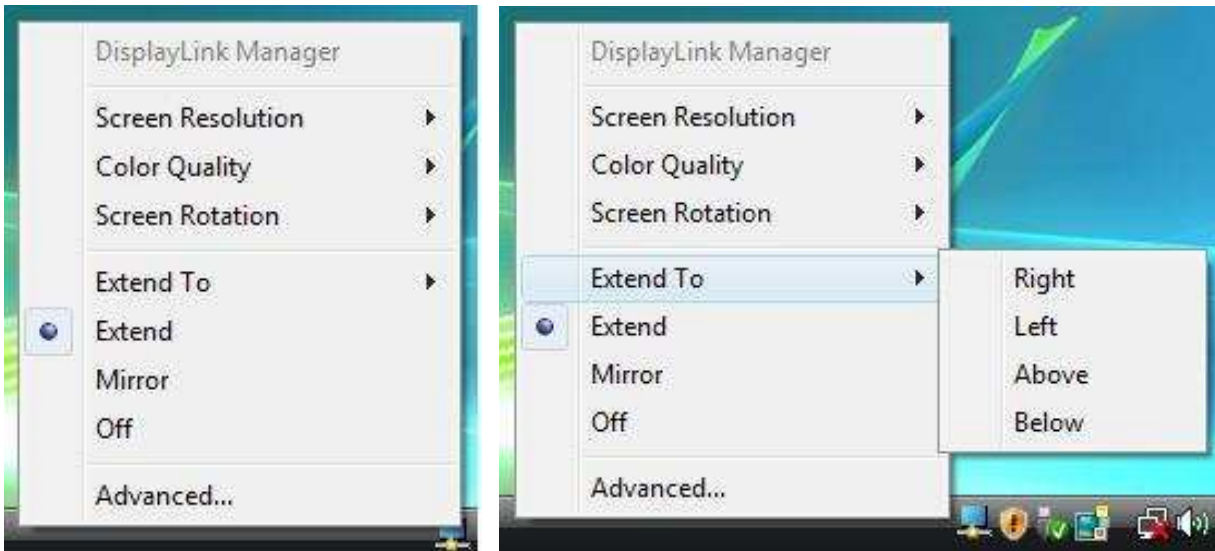 DisplayLink Manager
Screen Resolution
Color Quality
Screen Rotation
Extend To
Extend
Mirror
Off
Advanced...
DisplayLink Manager
Screen Resolution
Color Quality
Screen Rotation
Extend To
Extend
Mirror
Off
Advanced...
Right
Left
Above
Below